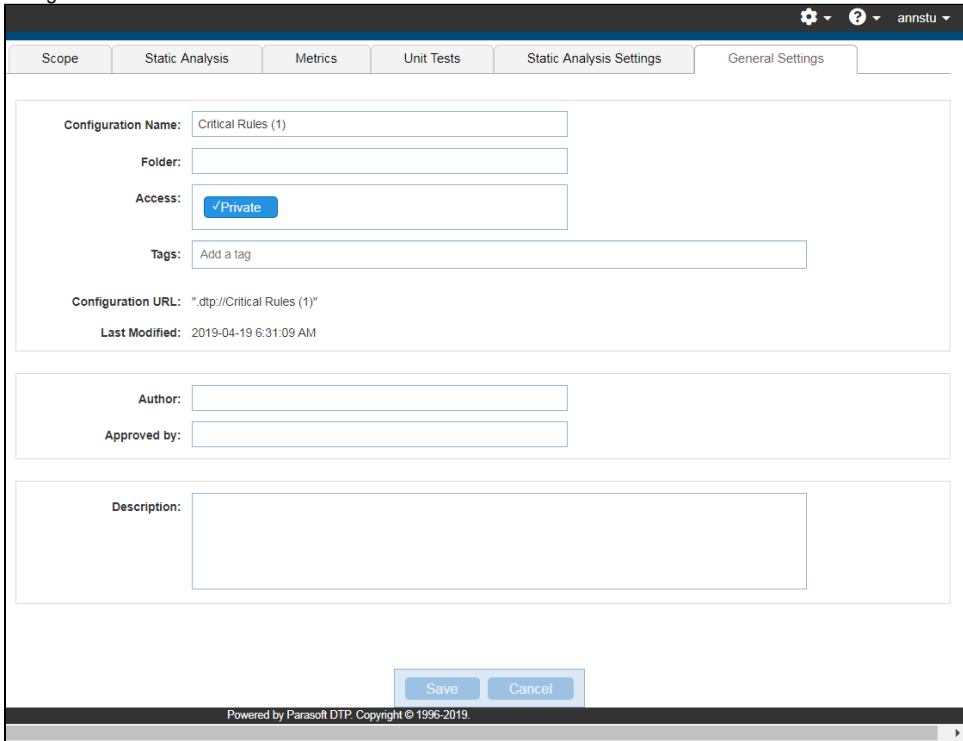 annstu
Scope Static Analysis Metrics Unit Tests Static Analysis Settings General Settings
Configuration Name: Critical Rules (1)
Folder:
Access: √Private
Tags: Add a tag
Configuration URL: ".dtp://Critical Rules (1)"
Last Modified: 2019-04-19 6:31:09 AM
Author:
Approved by:
Description:
Save Cancel
Powered by Parasoft DTP. Copyright © 1996-2019.